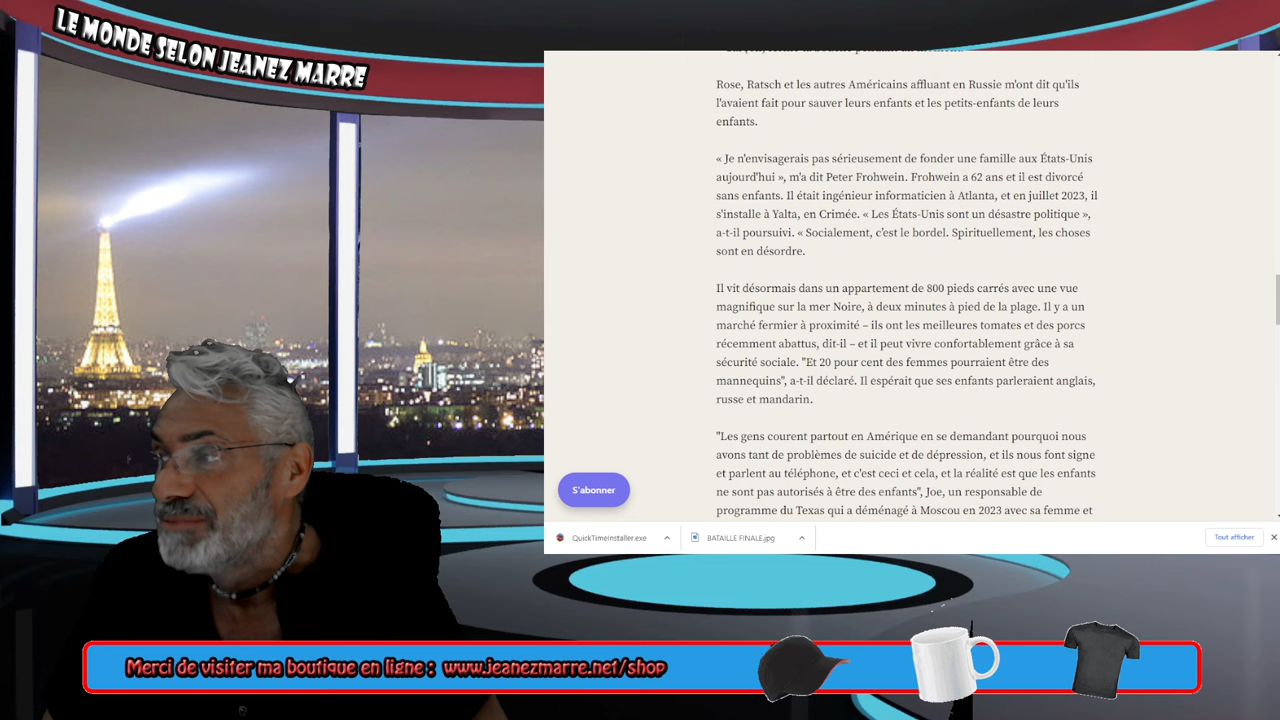 LE MONDE SELON JEANEZ MARRE
Rose, Ratsch et les autres Américains affluant en Russie m'ont dit qu'ils
l'avaient fait pour sauver leurs enfants et les petits-enfants de leurs
enfants.
« Je n'envisagerais pas sérieusement de fonder une famille aux États-Unis
aujourd'hui », m'a dit Peter Frohwein. Frohwein a 62 ans et il est divorcé
sans enfants. Il était ingénieur informaticien à Atlanta, et en juillet 2023, il
s'installe à Yalta, en Crimée. « Les États-Unis sont un désastre politique »,
a-t-il poursuivi. « Socialement, c'est le bordel. Spirituellement, les choses
sont en désordre.
Il vit désormais dans un appartement de 800 pieds carrés avec une vue
magnifique sur la mer Noire, à deux minutes à pied de la plage. Il y a un
marché fermier à proximité – ils ont les meilleures tomates et des porcs
récemment abattus, dit-il – et il peut vivre confortablement grâce à sa
sécurité sociale. "Et 20 pour cent des femmes pourraient être des
mannequins", a-t-il déclaré. Il espérait que ses enfants parleraient anglais,
russe et mandarin.
"Les gens courent partout en Amérique en se demandant pourquoi nous
avons tant de problèmes de suicide et de dépression, et ils nous font signe
et parlent au téléphone, et c'est ceci et cela, et la réalité est que les enfants
ne sont pas autorisés à être des enfants", Joe, un responsable de
programme du Texas qui a déménagé à Moscou en 2023 avec sa femme et
S'abonner
QuickTimeInstaller.exe
BATAILLE FINALE.jpg
Tout afficher
Merci de visiter ma boutique en ligne : www.jeanezmarre.net/shop